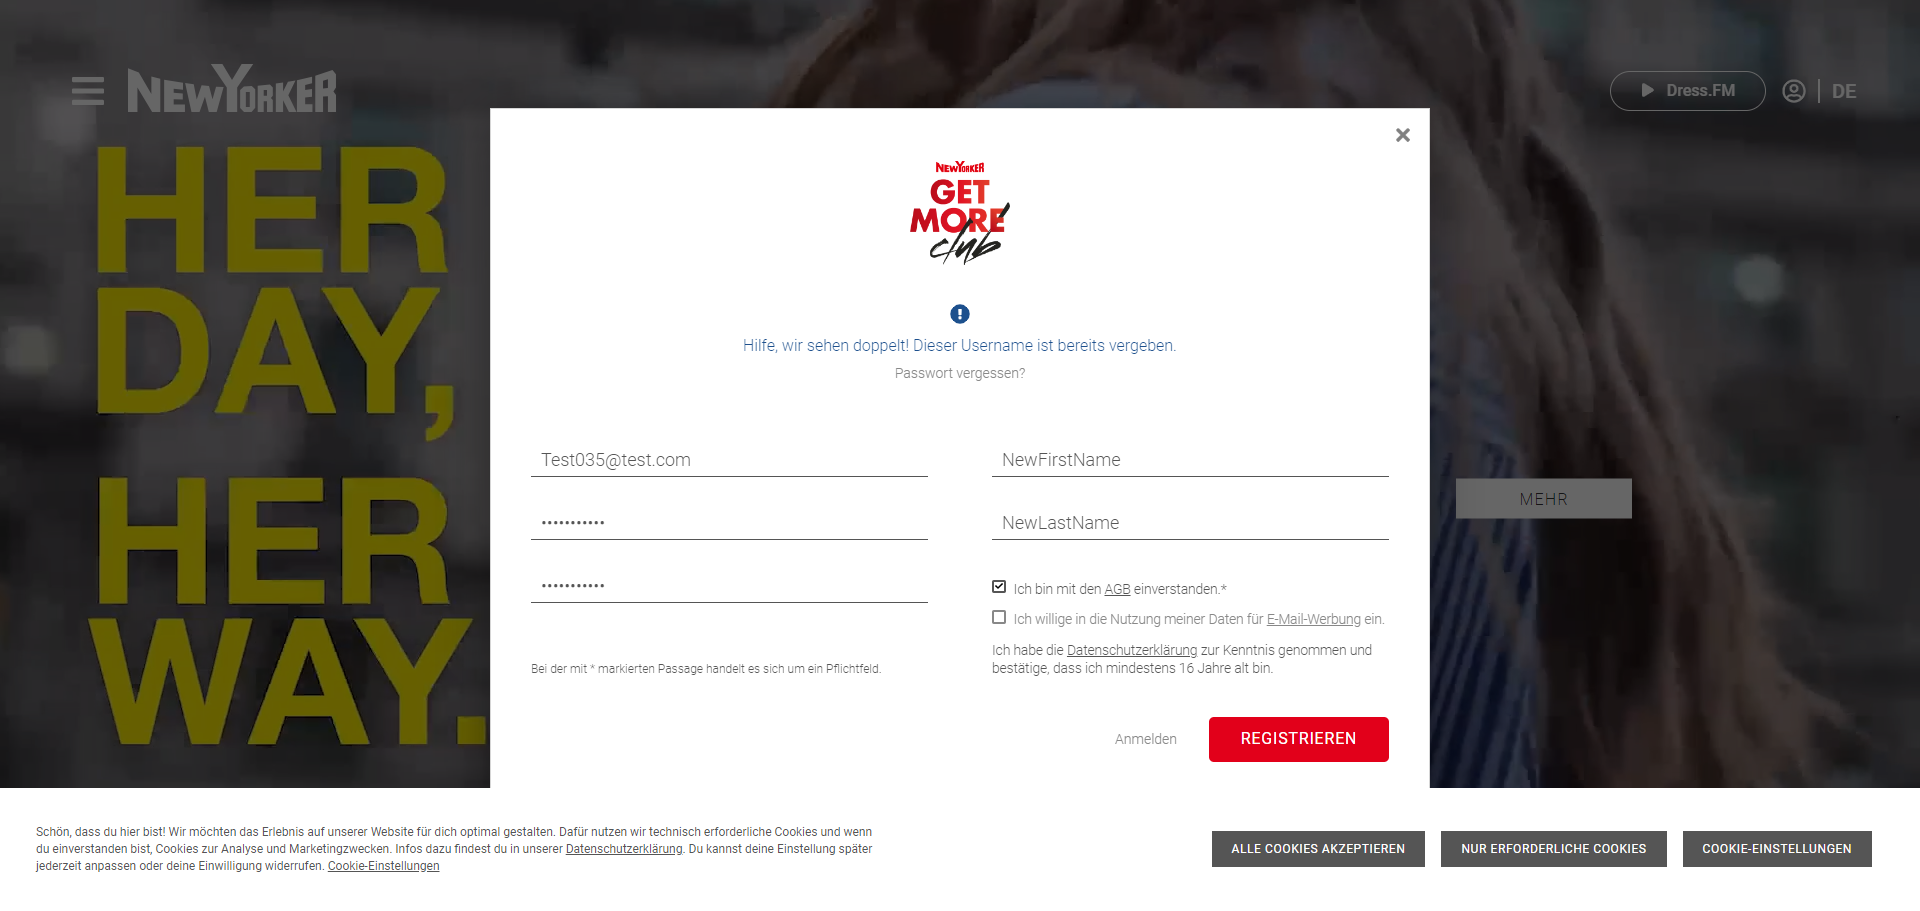 NEWYORKER
Dress.FM
DE
HER
DAY,
HER
WAY.
NEWYORKER
GET
MORE
club
Hilfe, wir sehen doppelt! Dieser Username ist bereits vergeben.
Passwort vergessen?
Test035@test.com
NewFirstName
•••••••••••
NewLastName
•••••••••••
Ich bin mit den AGB einverstanden.*
Ich willige in die Nutzung meiner Daten für E-Mail-Werbung ein.
Ich habe die Datenschutzerklärung zur Kenntnis genommen und
bestätige, dass ich mindestens 16 Jahre alt bin.
Bei der mit * markierten Passage handelt es sich um ein Pflichtfeld.
Anmelden
REGISTRIEREN
MEHR
Schön, dass du hier bist! Wir möchten das Erlebnis auf unserer Website für dich optimal gestalten. Dafür nutzen wir technisch erforderliche Cookies und wenn
du einverstanden bist, Cookies zur Analyse und Marketingzwecken. Infos dazu findest du in unserer Datenschutzerklärung. Du kannst deine Einstellung später
jederzeit anpassen oder deine Einwilligung widerrufen. Cookie-Einstellungen
ALLE COOKIES AKZEPTIEREN
NUR ERFORDERLICHE COOKIES
COOKIE-EINSTELLUNGEN